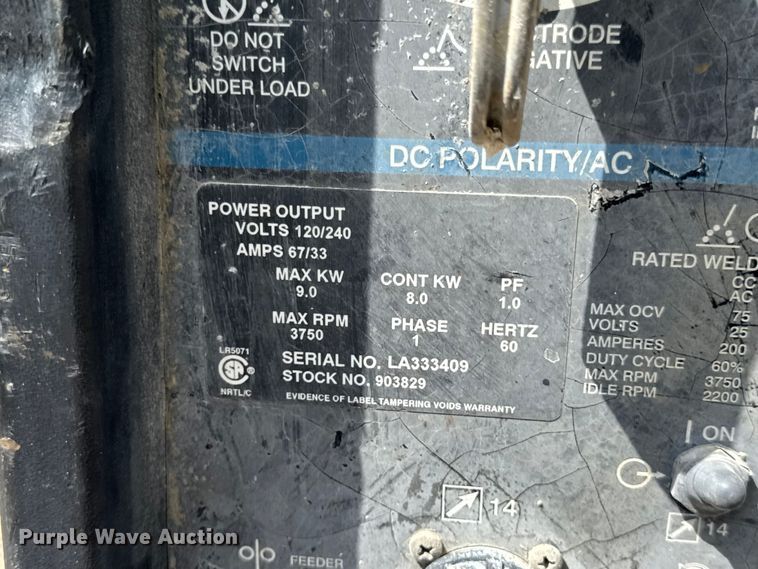 DO NOT
SWITCH
UNDER LOAD
DC POLARITY/AC
POWER OUTPUT
VOLTS 120/240
AMPS 67/33
MAX KW
9.0
CONT KW
8.0
PF
1.0
MAX RPM
3750
PHASE
1
HERTZ
60
LR5071
SERIAL NO. LA333409
STOCK NO. 903829
NRTL/C
EVIDENCE OF LABEL TAMPERING VOIDS WARRANTY
RATED WELD
CC
AC
MAX OCV 75
VOLTS 25
AMPERES 200
DUTY CYCLE 60%
MAX RPM 3750
IDLE RPM 2200
ON
14
14
FEEDER
Purple Wave Auction